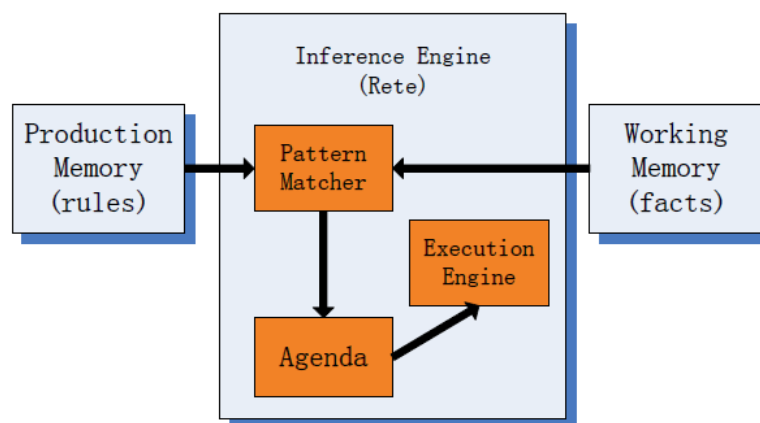 Inference Engine
(Rete)
Production
Memory
(rules)
Pattern
Matcher
Working
Memory
(facts)
Execution
Engine
Agenda